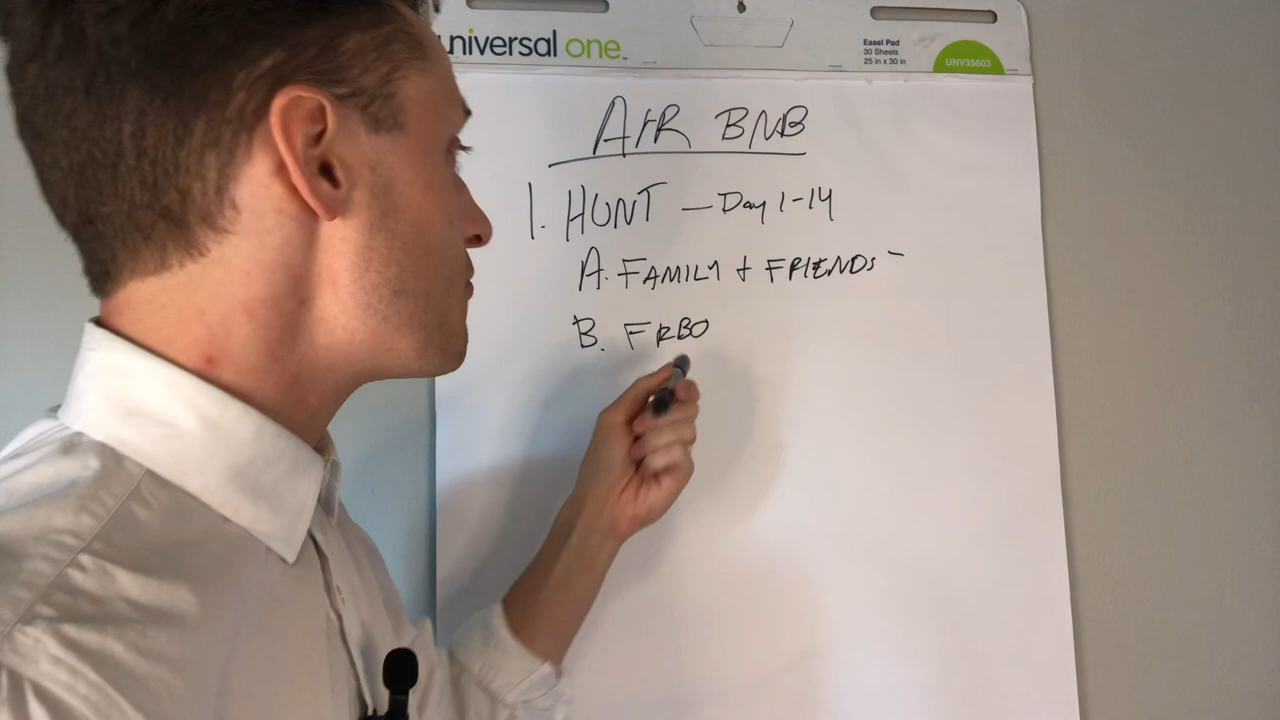 universal one™
Easel Pad
30 Sheets
25 in x 30 in
UNV35603
AIR BNB
1. HUNT – Day 1-14
A. FAMILY + FRIENDS -
B. FRBO